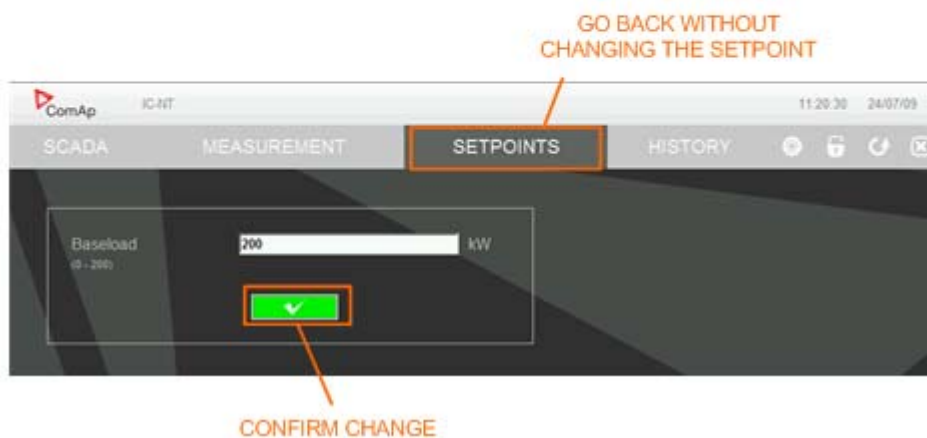 GO BACK WITHOUT
CHANGING THE SETPOINT
ComAp IC-NT 11:20:30 24/07/09
SCADA MEASUREMENT SETPOINTS HISTORY
Baseload 200 kW
(0 - 200)
CONFIRM CHANGE